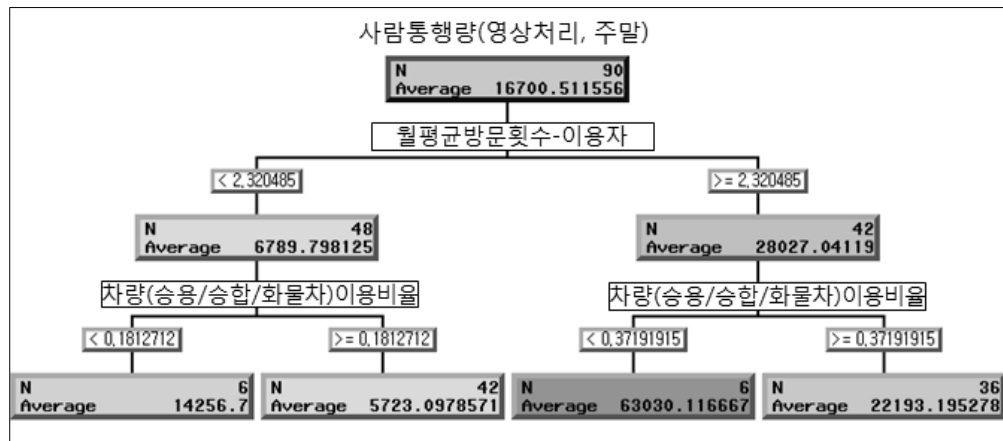 사람통행량(영상처리, 주말)
N 90
Average 16700.511556
월평균방문횟수-이용자
< 2,320485 >= 2,320485
N 48 N 42
Average 6789.798125 Average 28027.04119
차량(승용/승합/화물차)이용비율 차량(승용/승합/화물차)이용비율
< 0,1812712 >= 0,1812712 < 0,37191915 >= 0,37191915
N 6 N 42 N 6 N 36
Average 14256.7 Average 5723.0978571 Average 63030.116667 Average 22193.195278